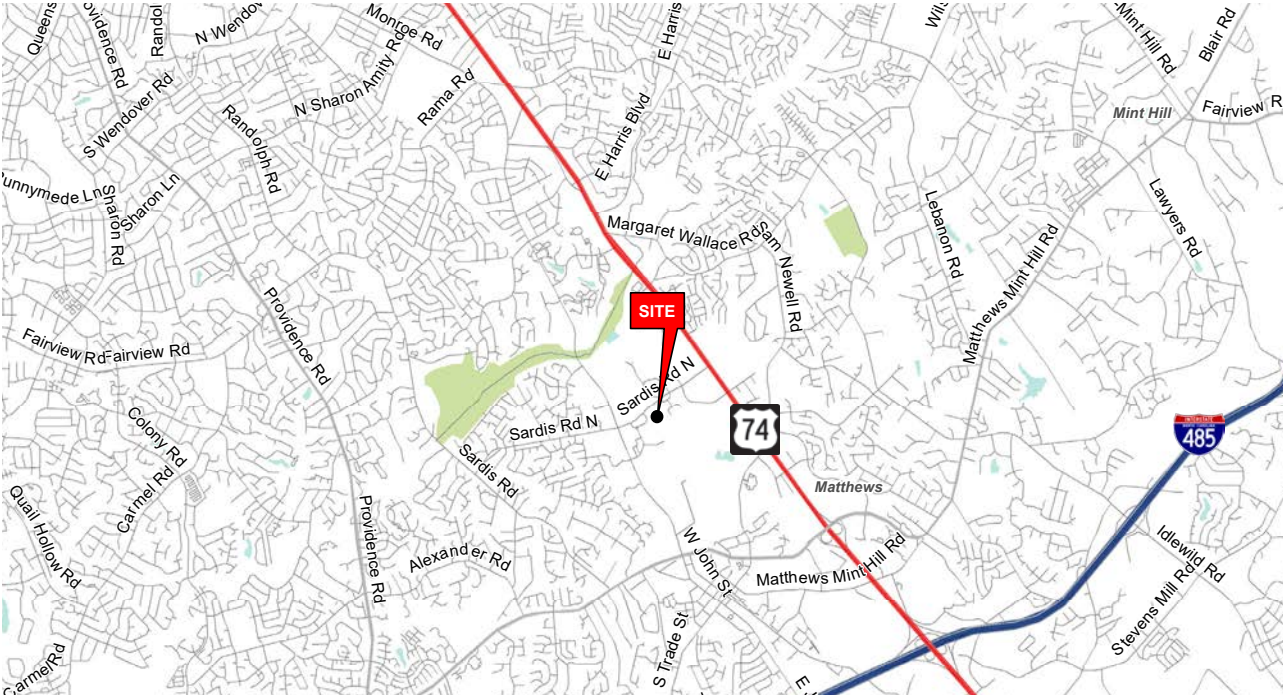 Queens
Providence Rd
Randol
N Wendov
Monroe Rd
E Harris
Wils
Mint Hill Rd
Blair Rd
S Wendover Rd
N Sharon Amity Rd
Rama Rd
Mint Hill
Fairview R
Randolph Rd
E Harris Blvd
unnymede Ln
Sharon Rd
Sharon Ln
Margaret Wallace Rd
Sam Newell Rd
Lebanon Rd
Lawyers Rd
Matthews Mint Hill Rd
Providence Rd
SITE
Fairview Rd
Fairview Rd
Sardis Rd N
Sardis Rd N
74
INTERSTATE
485
Colony Rd
Carmel Rd
Sardis Rd
Matthews
Quail Hollow Rd
Providence Rd
Alexander Rd
W John St
Matthews Mint Hill Rd
Idlewild Rd
Stevens Mill Rd
S Trade St
Carmel Rd